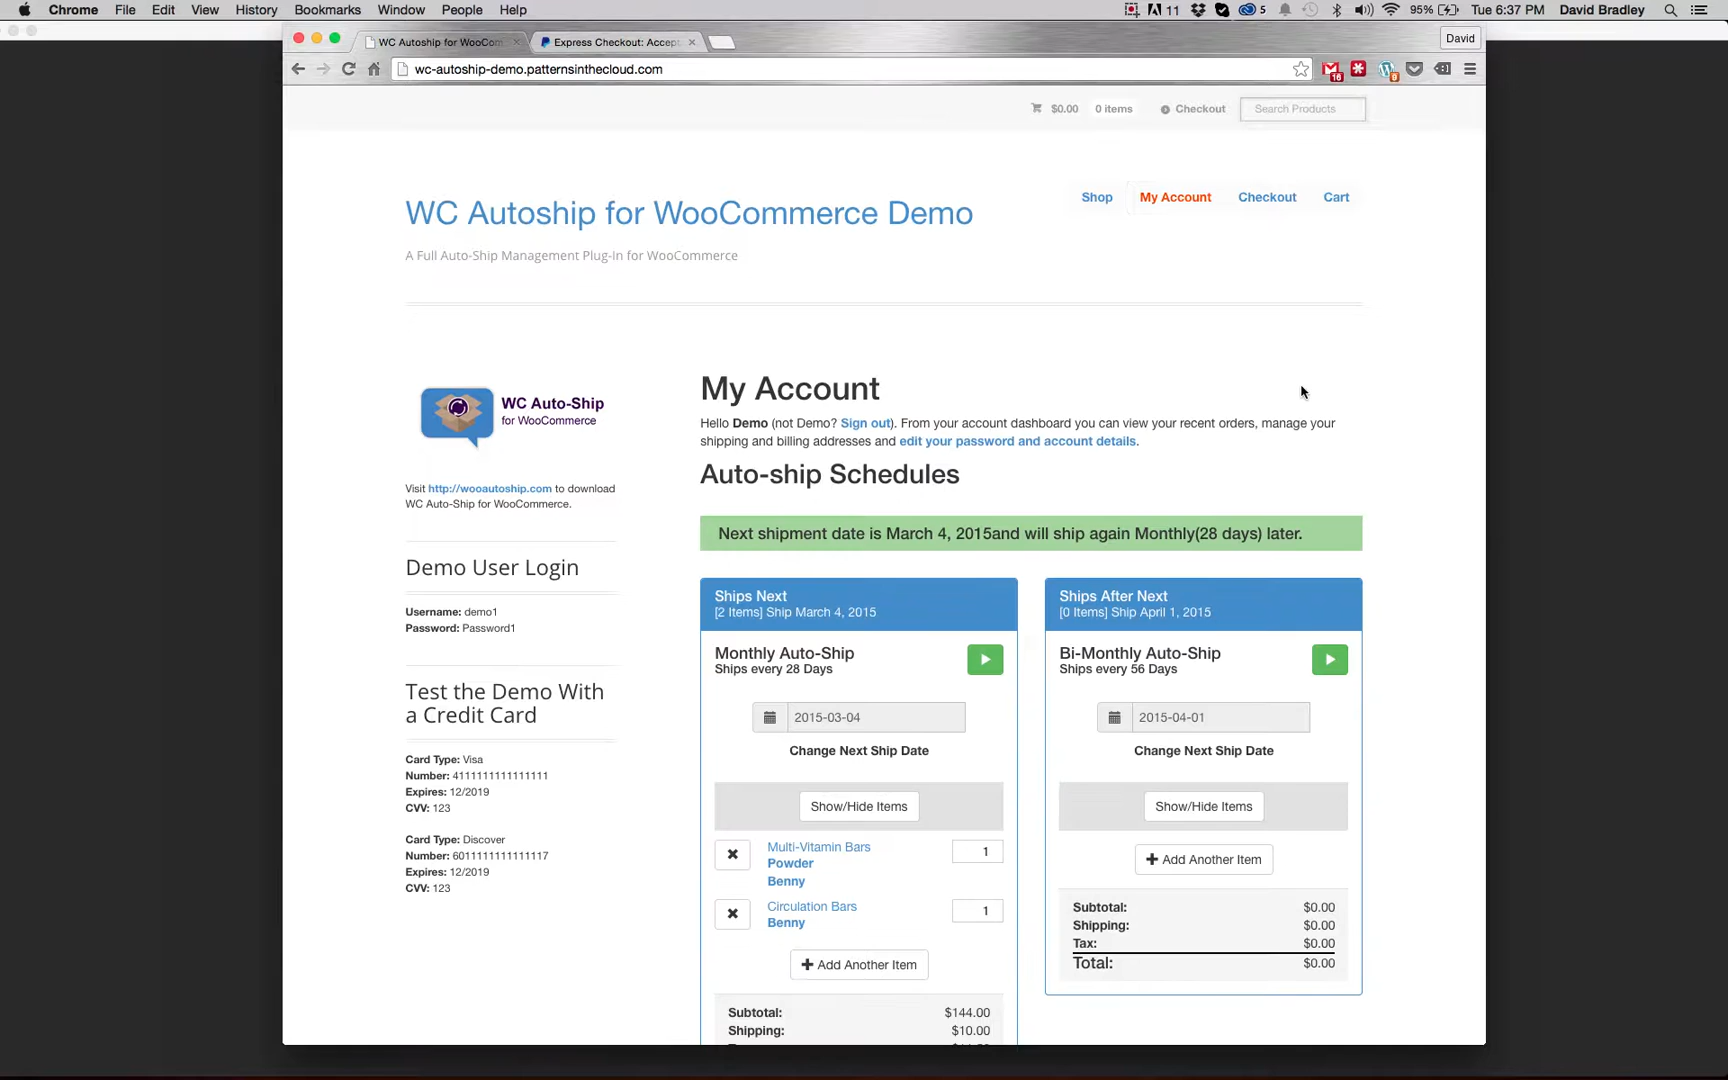 Chrome File Edit View History Bookmarks Window People Help 11 5 95% Tue 6:37 PM David Bradley
WC Autoship for WooCom Express Checkout: Accept David
wc-autoship-demo.patternsinthecloud.com 16 0
$0.00 0 items Checkout Search Products
WC Autoship for WooCommerce Demo
Shop My Account Checkout Cart
A Full Auto-Ship Management Plug-In for WooCommerce
WC Auto-Ship
for WooCommerce
Visit http://wooautoship.com to download
WC Auto-Ship for WooCommerce.
Demo User Login
Username: demo1
Password: Password1
Test the Demo With
a Credit Card
Card Type: Visa
Number: 4111111111111111
Expires: 12/2019
CVV: 123
Card Type: Discover
Number: 6011111111111117
Expires: 12/2019
CVV: 123
My Account
Hello Demo (not Demo? Sign out). From your account dashboard you can view your recent orders, manage your
shipping and billing addresses and edit your password and account details.
Auto-ship Schedules
Next shipment date is March 4, 2015and will ship again Monthly(28 days) later.
Ships Next
[2 Items] Ship March 4, 2015
Monthly Auto-Ship
Ships every 28 Days
2015-03-04
Change Next Ship Date
Show/Hide Items
Multi-Vitamin Bars 1
Powder
Benny
Circulation Bars 1
Benny
Add Another Item
Subtotal: $144.00
Shipping: $10.00
Ships After Next
[0 Items] Ship April 1, 2015
Bi-Monthly Auto-Ship
Ships every 56 Days
2015-04-01
Change Next Ship Date
Show/Hide Items
Add Another Item
Subtotal: $0.00
Shipping: $0.00
Tax: $0.00
Total: $0.00